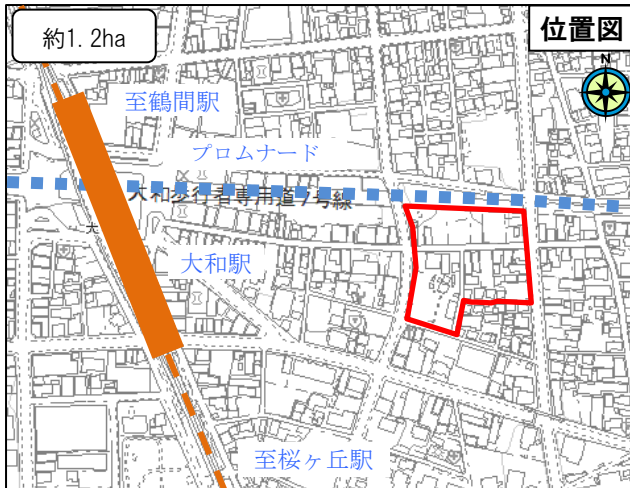 約1.2ha
位置図
N
至鶴間駅
プロムナード
大和歩行者専用道7号線
大
大和駅
至桜ヶ丘駅